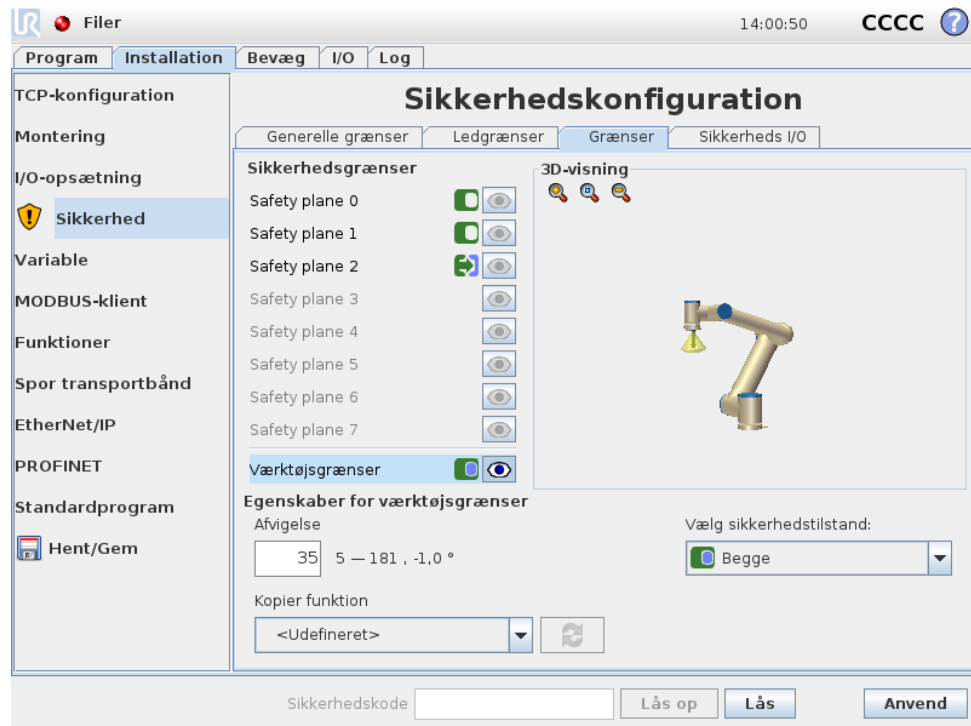 UR Filer 14:00:50 CCCC ?
Program Installation Bevæg I/O Log
TCP-konfiguration
Montering
I/O-opsætning
Sikkerhed
Variable
MODBUS-klient
Funktioner
Spor transportbånd
EtherNet/IP
PROFINET
Standardprogram
Hent/Gem
Sikkerhedskonfiguration
Generelle grænser Ledgrænser Grænser Sikkerheds I/O
Sikkerhedsgrænser
Safety plane 0
Safety plane 1
Safety plane 2
Safety plane 3
Safety plane 4
Safety plane 5
Safety plane 6
Safety plane 7
Værktøjsgrænser
3D-visning
Egenskaber for værktøjsgrænser
Afvigelse
35 5 — 181 , -1,0 °
Vælg sikkerhedstilstand:
Begge
Kopier funktion
<Udefineret>
Sikkerhedskode Lås op Lås Anvend